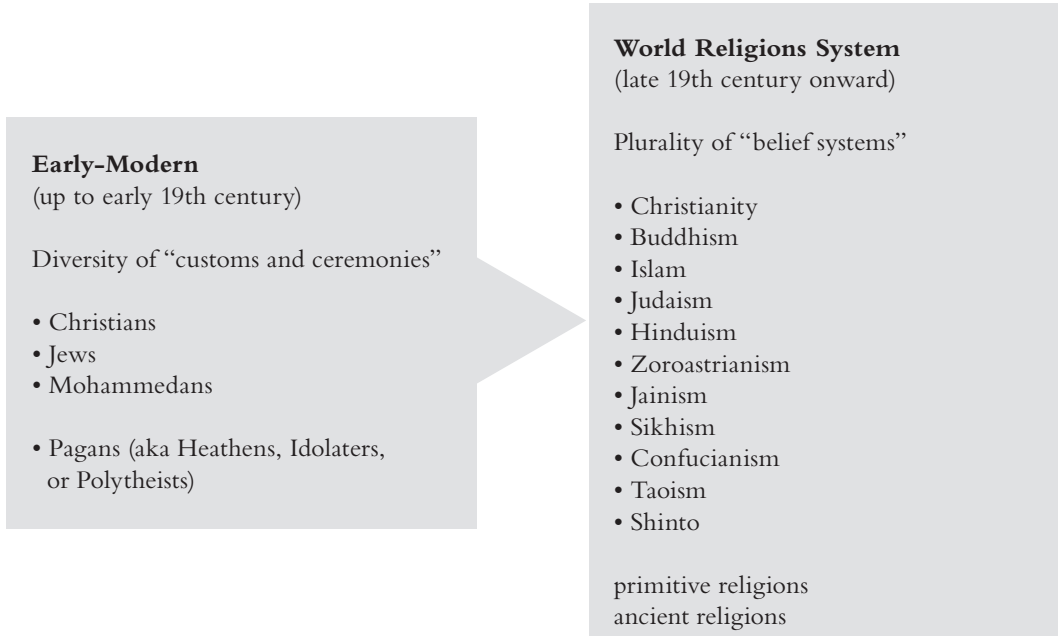 Early-Modern
(up to early 19th century)
Diversity of “customs and ceremonies”
• Christians
• Jews
• Mohammedans
• Pagans (aka Heathens, Idolaters,
or Polytheists)
World Religions System
(late 19th century onward)
Plurality of “belief systems”
• Christianity
• Buddhism
• Islam
• Judaism
• Hinduism
• Zoroastrianism
• Jainism
• Sikhism
• Confucianism
• Taoism
• Shinto
primitive religions
ancient religions